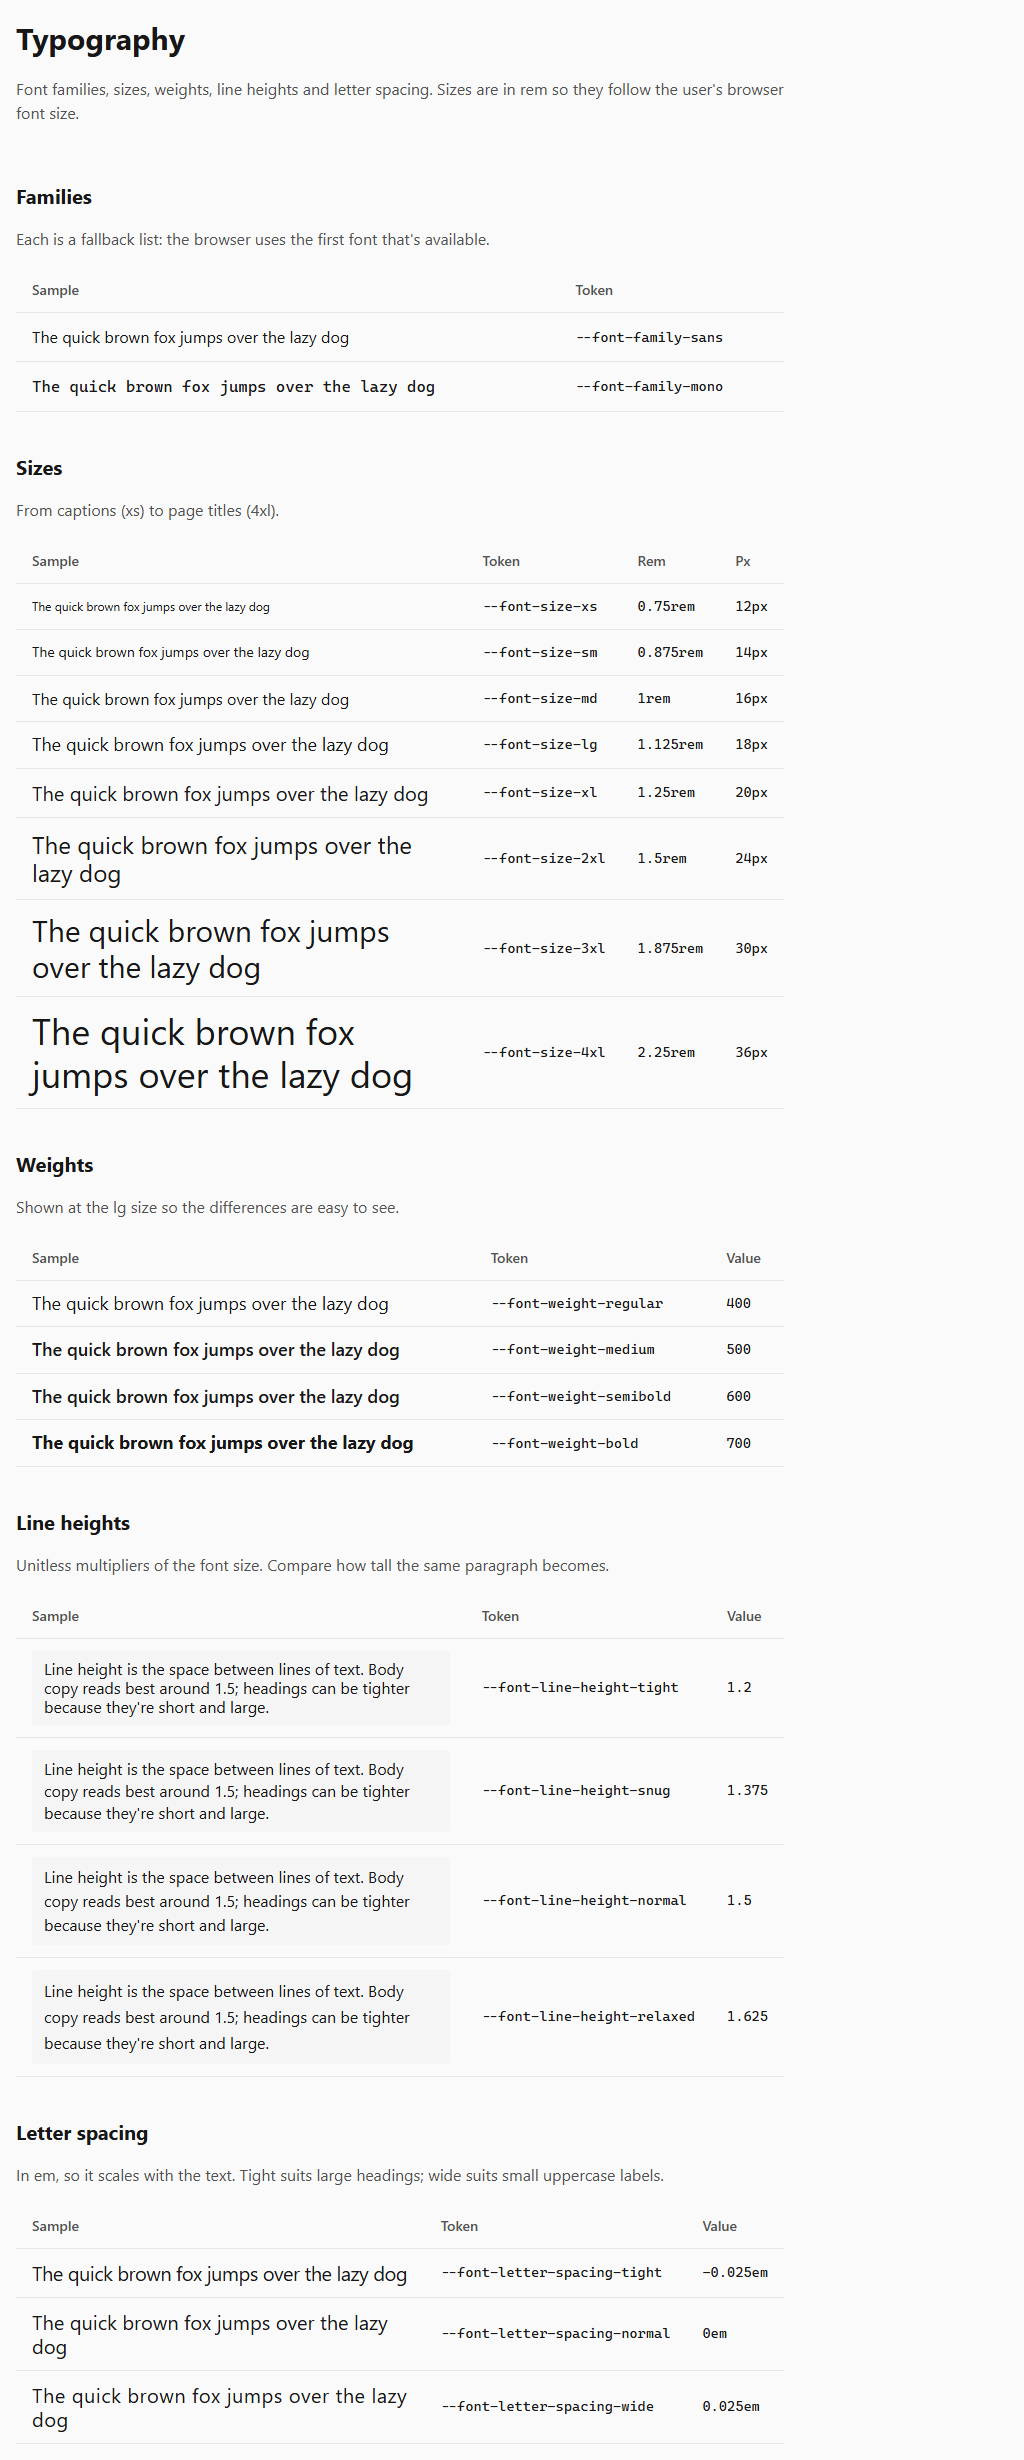 Typography
Font families, sizes, weights, line heights and letter spacing. Sizes are in rem so they follow the user's browser
font size.
Families
Each is a fallback list: the browser uses the first font that's available.
Sample Token
The quick brown fox jumps over the lazy dog --font-family-sans
The quick brown fox jumps over the lazy dog --font-family-mono
Sizes
From captions (xs) to page titles (4xl).
Sample Token Rem Px
The quick brown fox jumps over the lazy dog --font-size-xs 0.75rem 12px
The quick brown fox jumps over the lazy dog --font-size-sm 0.875rem 14px
The quick brown fox jumps over the lazy dog --font-size-md 1rem 16px
The quick brown fox jumps over the lazy dog --font-size-lg 1.125rem 18px
The quick brown fox jumps over the lazy dog --font-size-xl 1.25rem 20px
The quick brown fox jumps over the
lazy dog
--font-size-2xl 1.5rem 24px
The quick brown fox jumps
over the lazy dog
--font-size-3xl 1.875rem 30px
The quick brown fox
jumps over the lazy dog
--font-size-4xl 2.25rem 36px
Weights
Shown at the lg size so the differences are easy to see.
Sample Token Value
The quick brown fox jumps over the lazy dog --font-weight-regular 400
The quick brown fox jumps over the lazy dog --font-weight-medium 500
The quick brown fox jumps over the lazy dog --font-weight-semibold 600
The quick brown fox jumps over the lazy dog --font-weight-bold 700
Line heights
Unitless multipliers of the font size. Compare how tall the same paragraph becomes.
Sample Token Value
Line height is the space between lines of text. Body
copy reads best around 1.5; headings can be tighter
because they're short and large.
--font-line-height-tight 1.2
Line height is the space between lines of text. Body
copy reads best around 1.5; headings can be tighter
because they're short and large.
--font-line-height-snug 1.375
Line height is the space between lines of text. Body
copy reads best around 1.5; headings can be tighter
because they're short and large.
--font-line-height-normal 1.5
Line height is the space between lines of text. Body
copy reads best around 1.5; headings can be tighter
because they're short and large.
--font-line-height-relaxed 1.625
Letter spacing
In em, so it scales with the text. Tight suits large headings; wide suits small uppercase labels.
Sample Token Value
The quick brown fox jumps over the lazy dog --font-letter-spacing-tight -0.025em
The quick brown fox jumps over the lazy
dog
--font-letter-spacing-normal 0em
The quick brown fox jumps over the lazy
dog
--font-letter-spacing-wide 0.025em